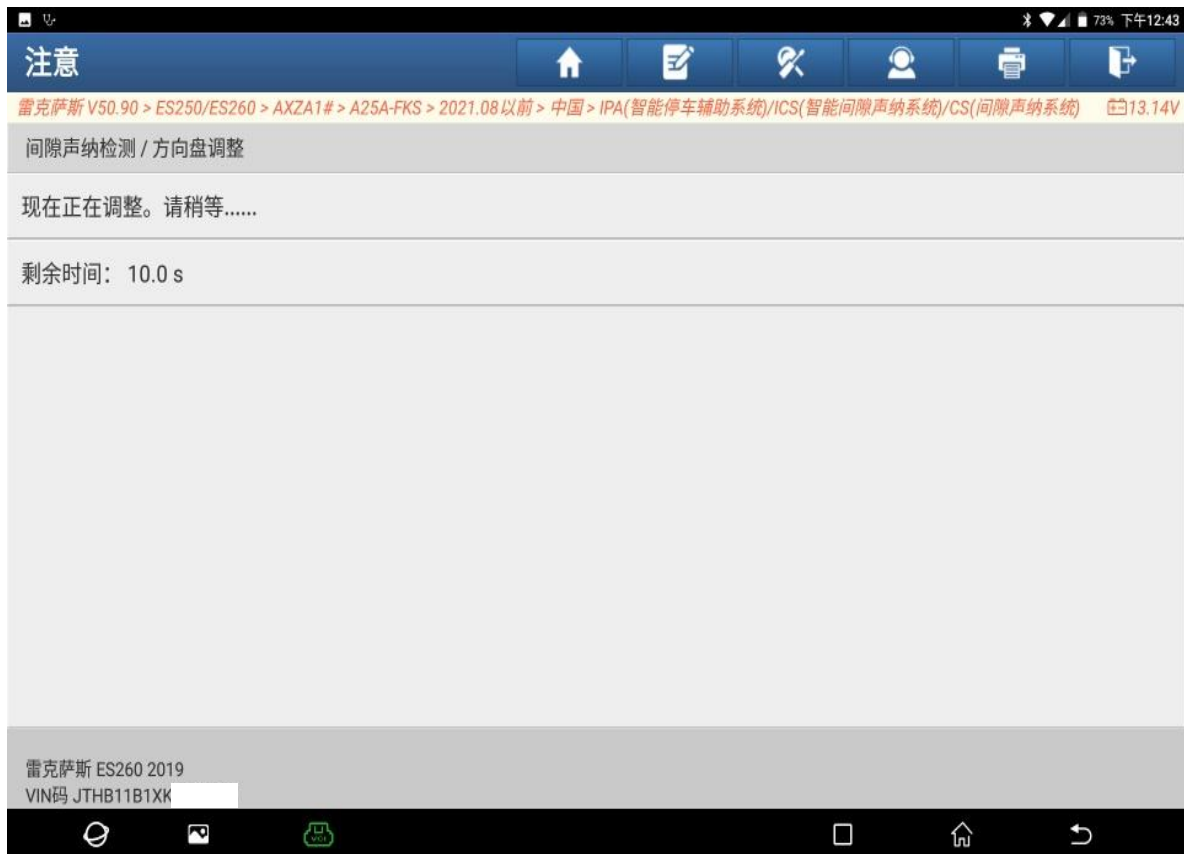 73% 下午12:43
注意
雷克萨斯 V50.90 > ES250/ES260 > AXZA1# > A25A-FKS > 2021.08以前 > 中国 > IPA(智能停车辅助系统)/ICS(智能间隙声纳系统)/CS(间隙声纳系统) 13.14V
间隙声纳检测 / 方向盘调整
现在正在调整。请稍等......
剩余时间： 10.0 s
雷克萨斯 ES260 2019
VIN码 JTHB11B1XK
VCI